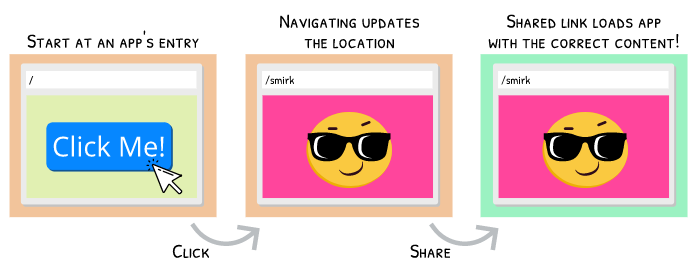 Start at an app's entry
/
Click Me!
Navigating updates
the location
/smirk
Shared link loads app
with the correct content!
/smirk
Click
Share